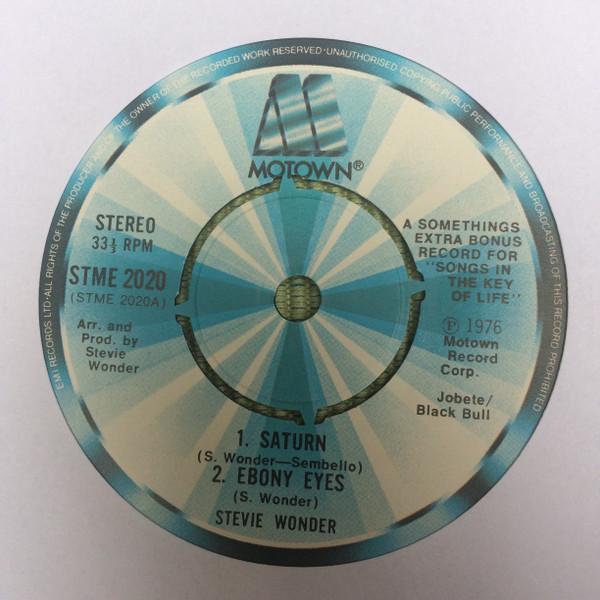 EMI RECORDS LTD·ALL RIGHTS OF THE PRODUCER AND OF THE OWNER OF THE RECORDED WORK RESERVED·UNAUTHORISED COPYING PUBLIC PERFORMANCE AND BROADCASTING OF THIS RECORD PROHIBITED
MOTOWN®
STEREO
33⅓ RPM
STME 2020
(STME 2020A)
Arr. and
Prod. by
Stevie
Wonder
A SOMETHINGS
EXTRA BONUS
RECORD FOR
"SONGS IN
THE KEY
OF LIFE"
Ⓟ 1976
Motown
Record
Corp.
Jobete/
Black Bull
1. SATURN
(S. Wonder—Sembello)
2. EBONY EYES
(S. Wonder)
STEVIE WONDER